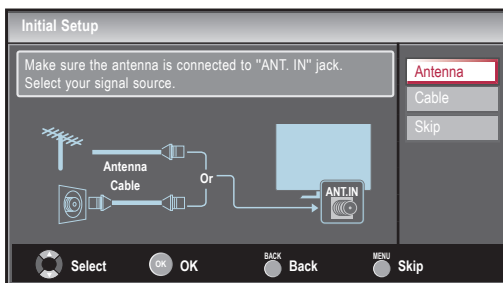 Initial Setup
Make sure the antenna is connected to "ANT. IN" jack.
Select your signal source.
Antenna
Cable
Skip
Antenna
Cable
Or
ANT.IN
Select
OK
OK
BACK
Back
MENU
Skip